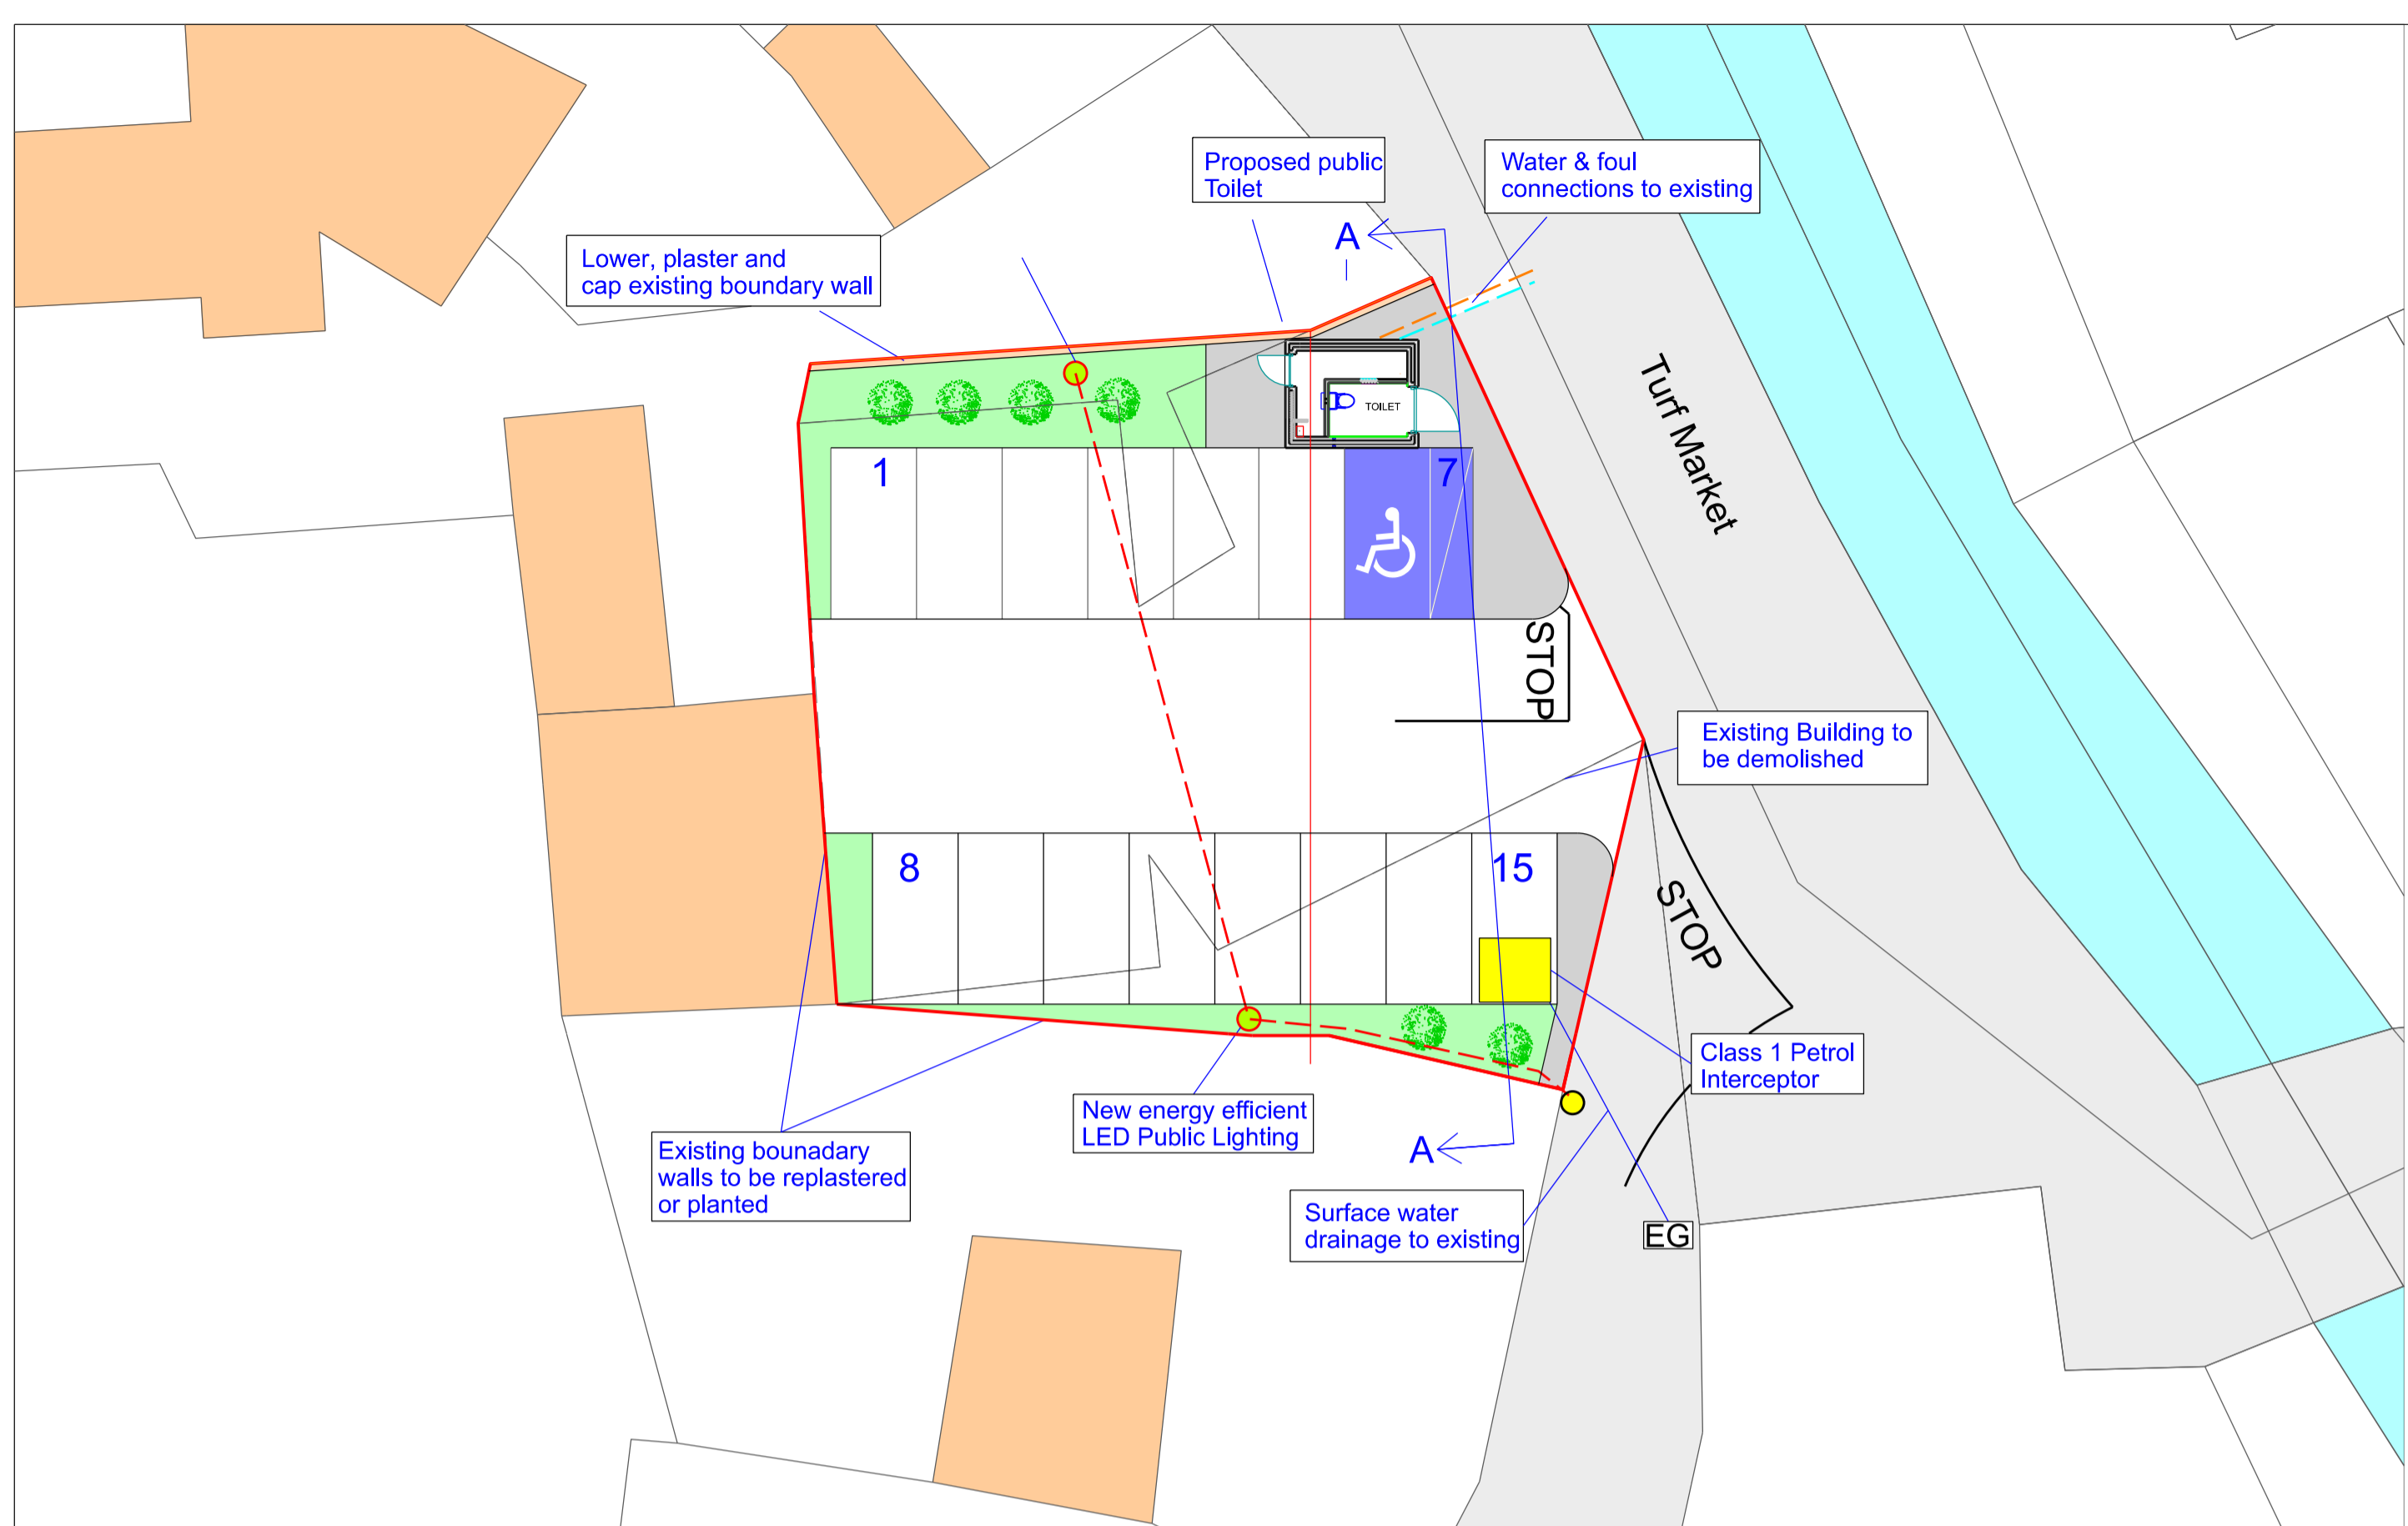 Proposed public
Toilet
Water & foul
connections to existing
A
Lower, plaster and
cap existing boundary wall
TOILET
Turf Market
1
7
STOP
Existing Building to
be demolished
8
15
STOP
Class 1 Petrol
Interceptor
New energy efficient
LED Public Lighting
Existing bounadary
walls to be replastered
or planted
A
Surface water
drainage to existing
EG